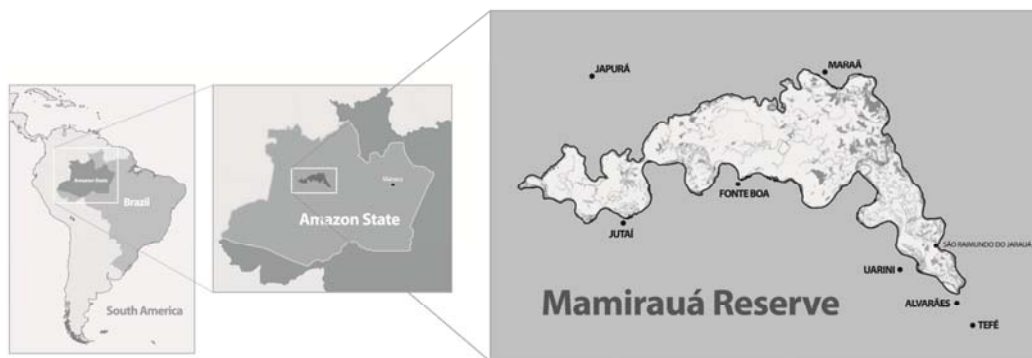 Amazon State
Brazil
South America
Manaus
Amazon State
JAPURÁ
MARAÃ
FONTE BOA
JUTAÍ
SÃO RAIMUNDO DO JARAUÁ
UARINI
ALVARÃES
TEFÉ
Mamirauá Reserve